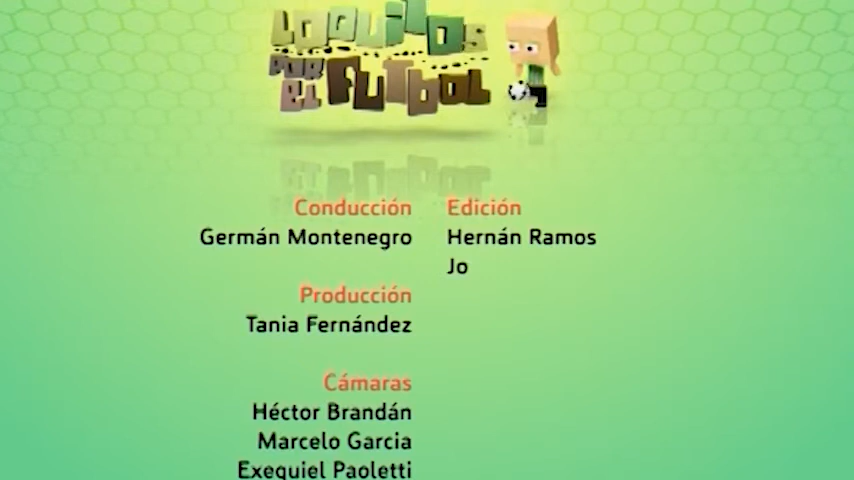 LOQUITOS
POR EL FUTBOL
Conducción
Germán Montenegro
Producción
Tania Fernández
Cámaras
Héctor Brandán
Marcelo Garcia
Exequiel Paoletti
Edición
Hernán Ramos
Jo